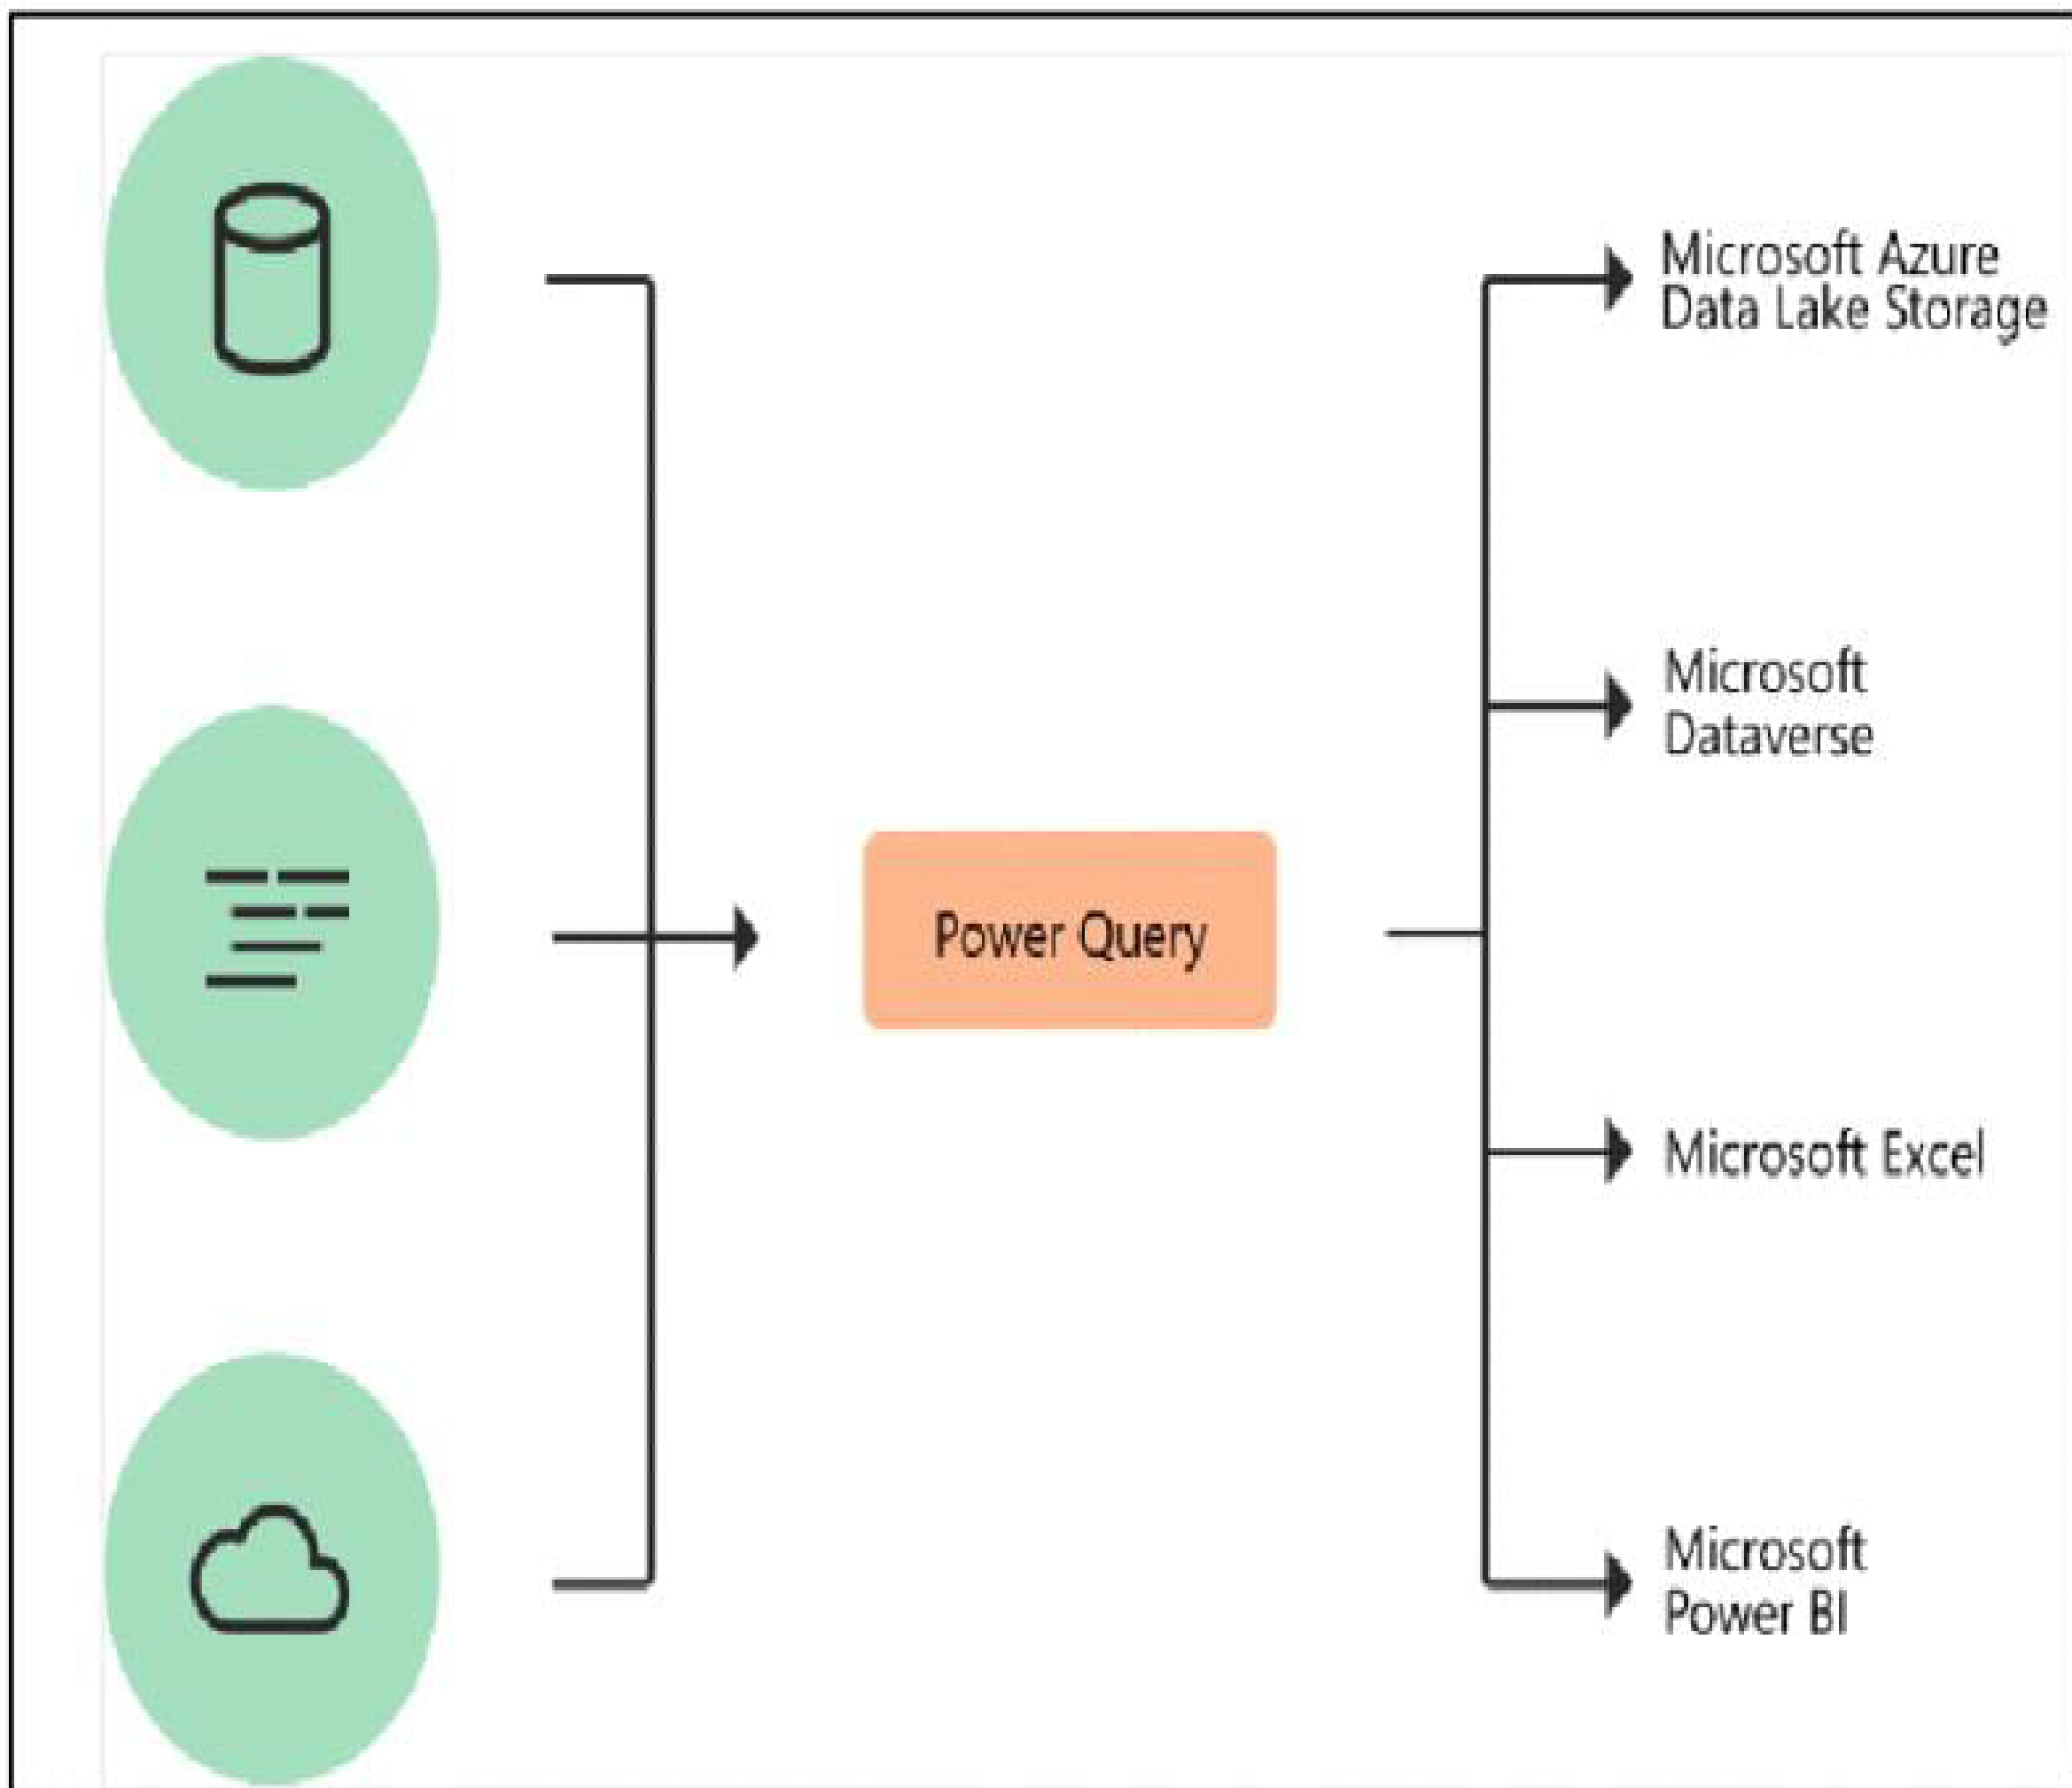 Microsoft Azure
Data Lake Storage
Microsoft
Dataverse
Power Query
Microsoft Excel
Microsoft
Power BI